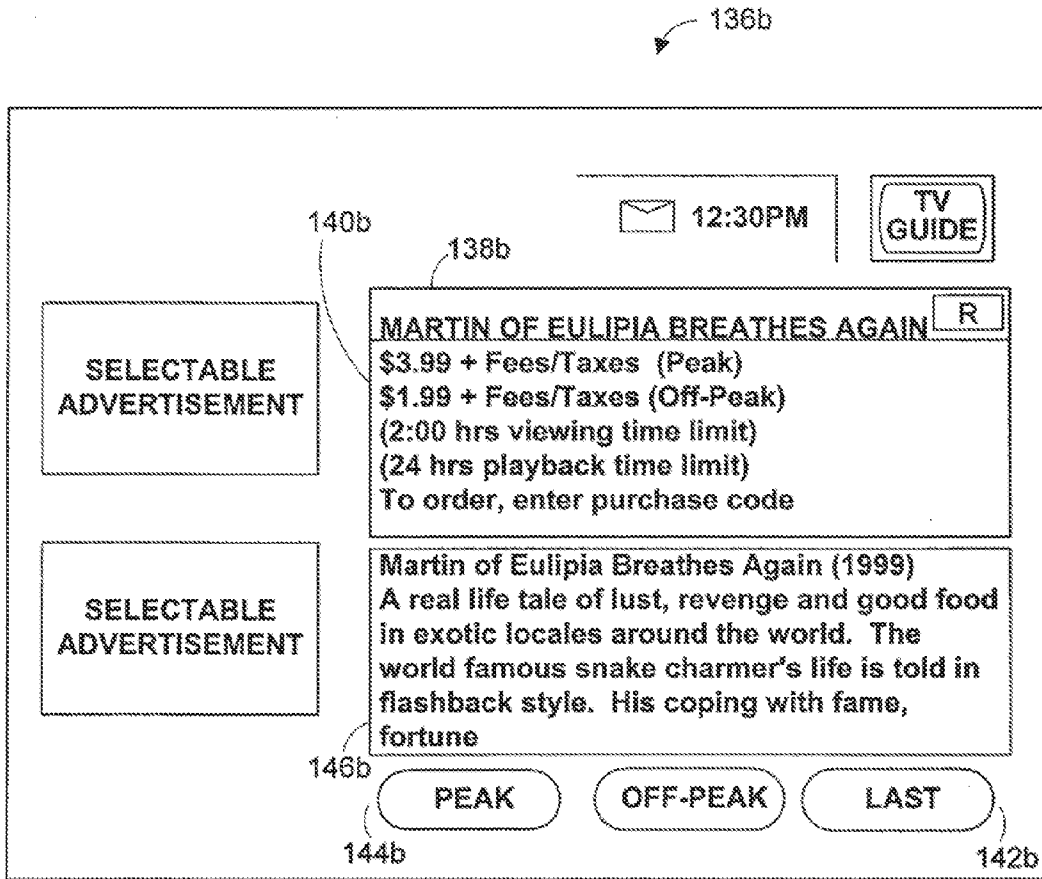 136b
12:30PM
TV
GUIDE
140b
138b
MARTIN OF EULIPIA BREATHES AGAIN
R
$3.99 + Fees/Taxes (Peak)
$1.99 + Fees/Taxes (Off-Peak)
(2:00 hrs viewing time limit)
(24 hrs playback time limit)
To order, enter purchase code
SELECTABLE
ADVERTISEMENT
SELECTABLE
ADVERTISEMENT
Martin of Eulipia Breathes Again (1999)
A real life tale of lust, revenge and good food
in exotic locales around the world. The
world famous snake charmer's life is told in
flashback style. His coping with fame,
fortune
146b
PEAK
OFF-PEAK
LAST
144b
142b